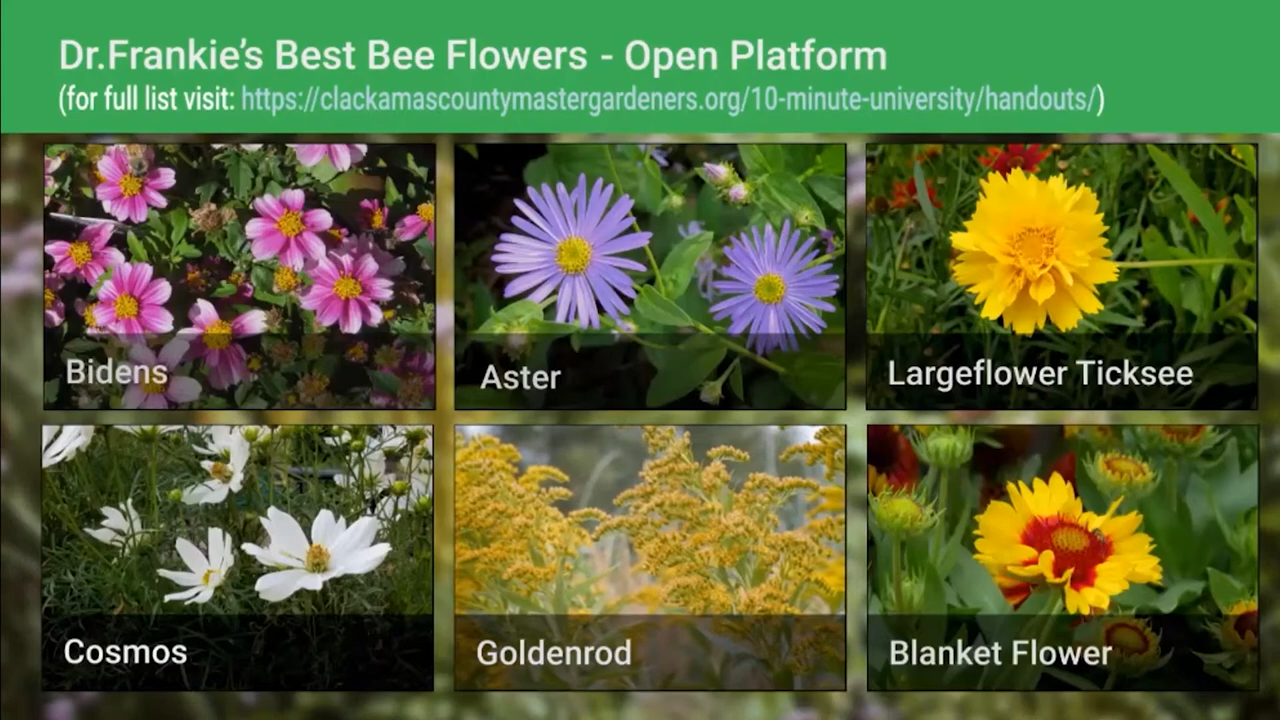 Dr.Frankie's Best Bee Flowers - Open Platform
(for full list visit: https://clackamascountymastergardeners.org/10-minute-university/handouts/)
Bidens
Aster
Largeflower Ticksee
Cosmos
Goldenrod
Blanket Flower